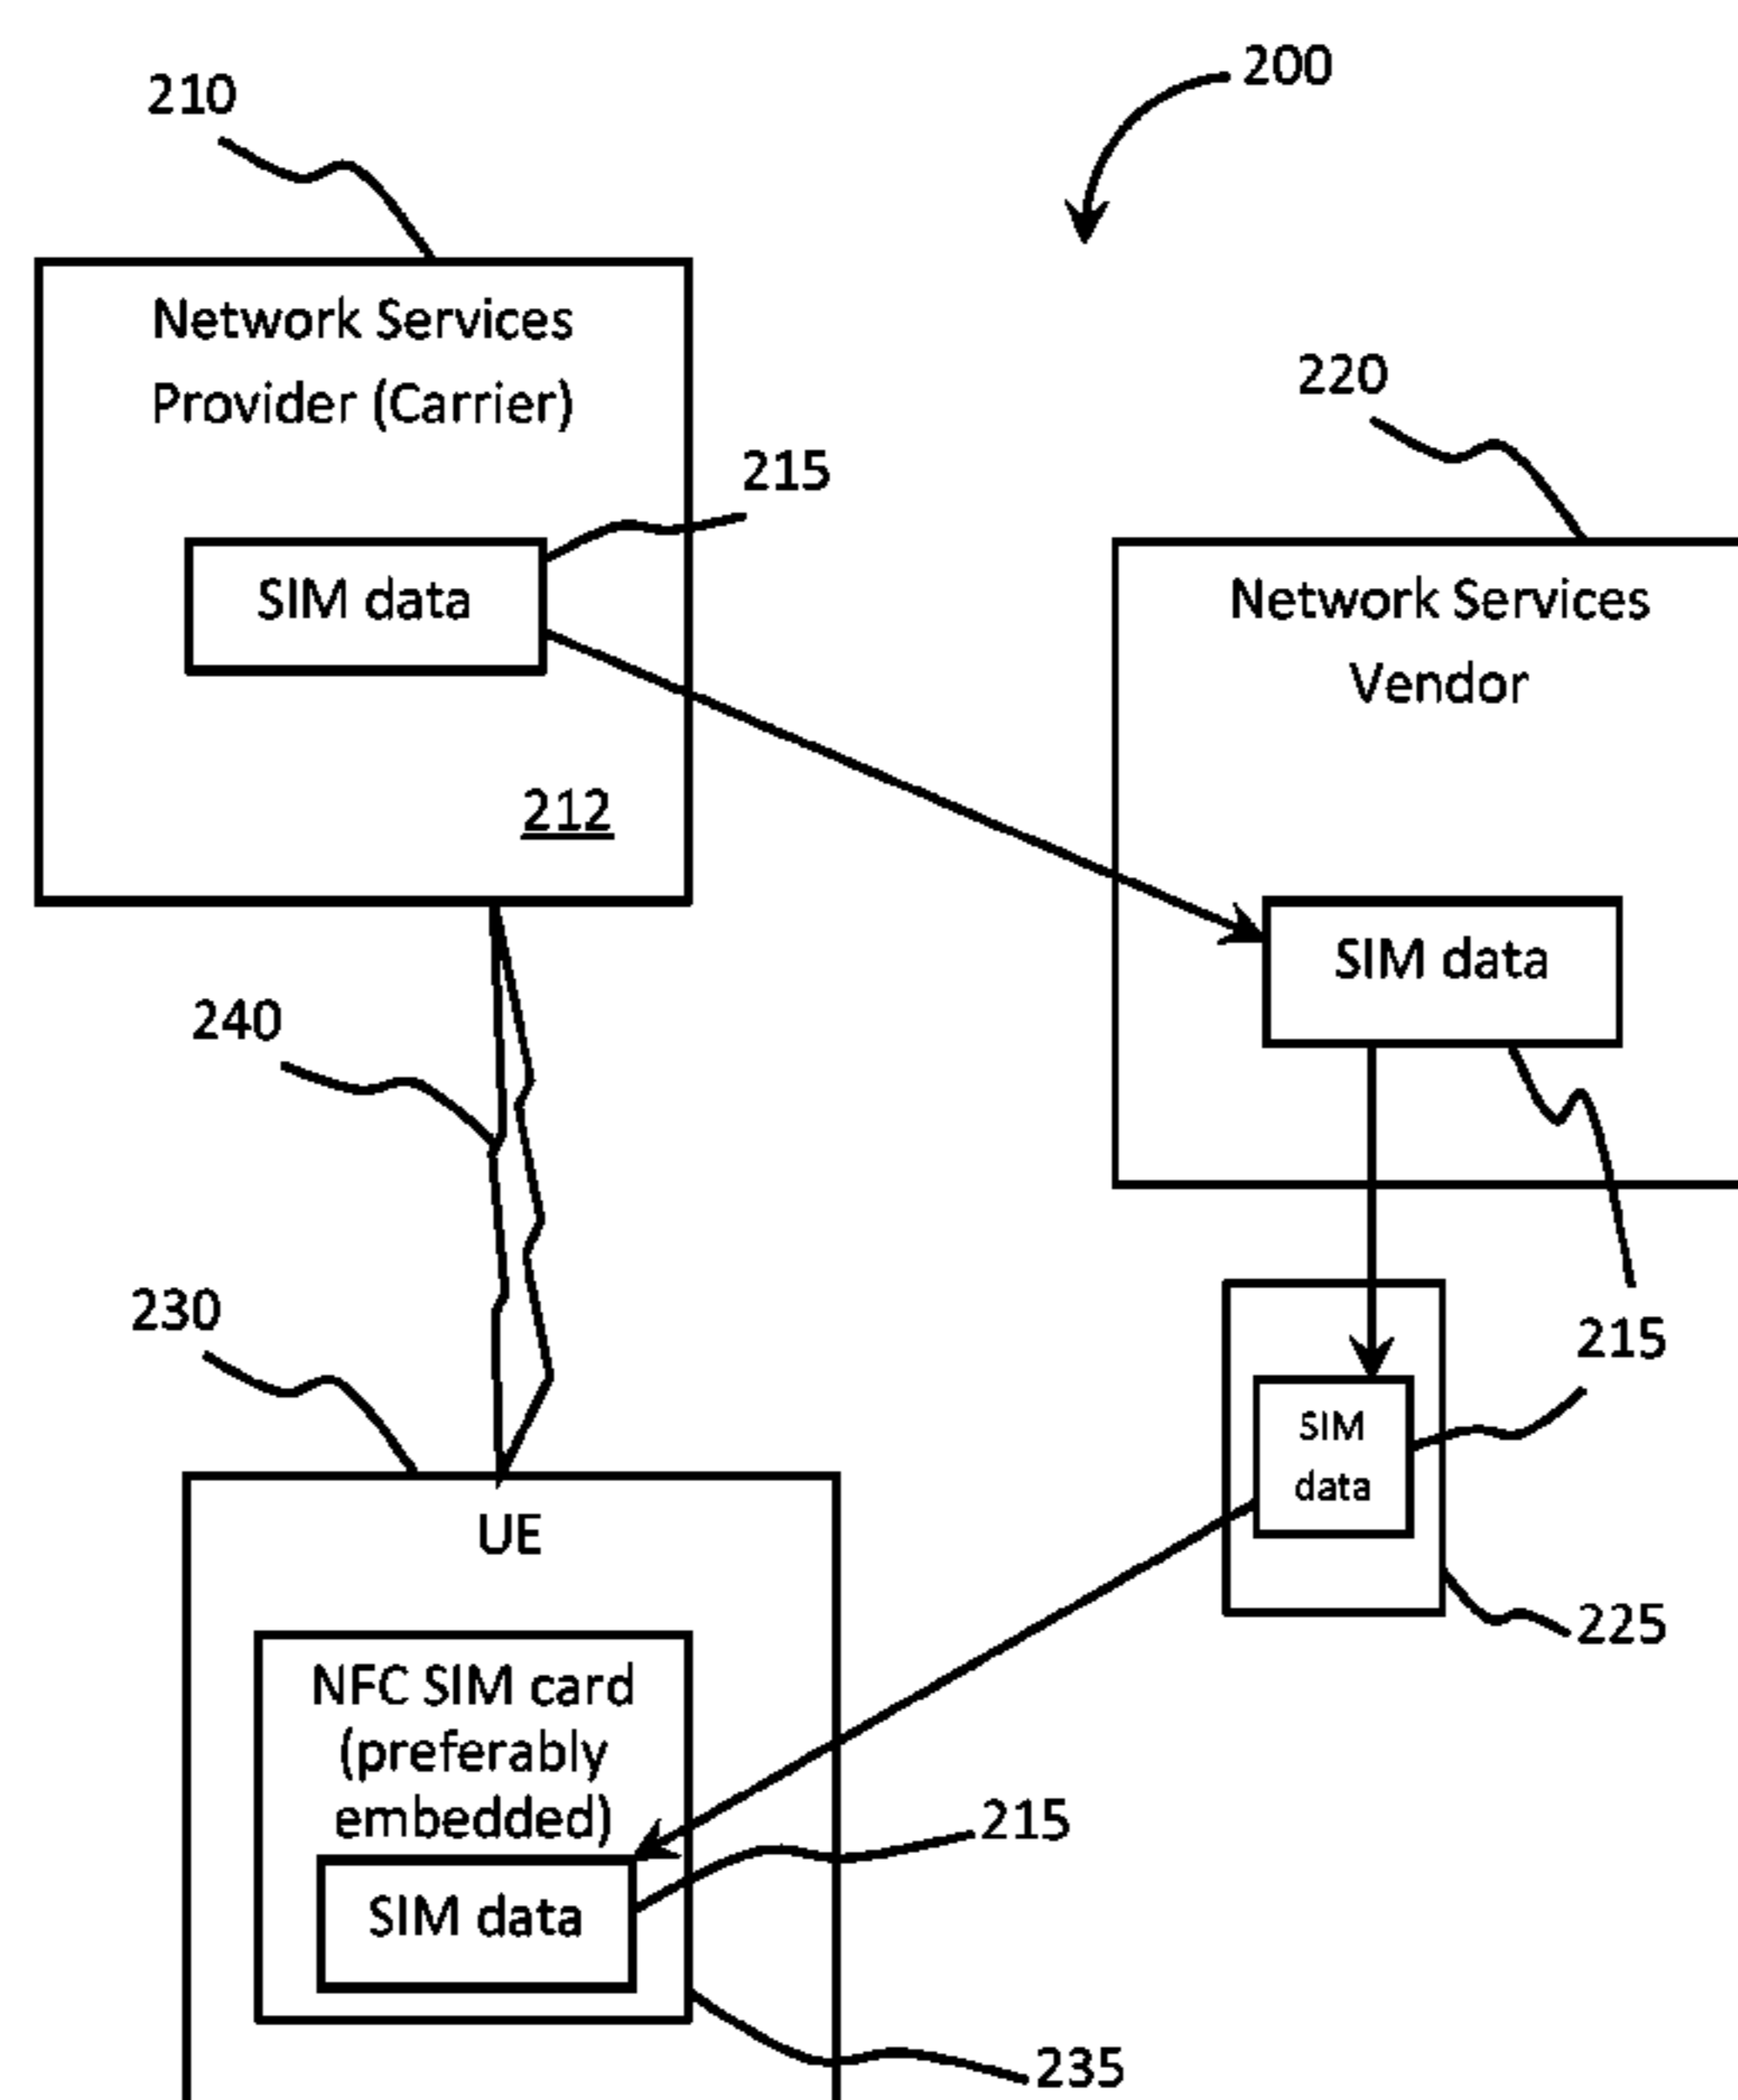 200
210
Network Services
Provider (Carrier)
215
SIM data
212
220
Network Services
Vendor
SIM data
240
230
215
SIM
data
225
UE
NFC SIM card
(preferably
embedded)
SIM data
215
235